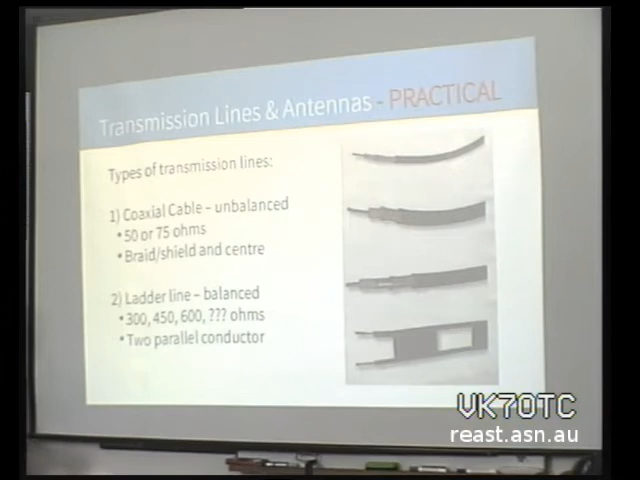 Transmission Lines & Antennas - PRACTICAL
Types of transmission lines:
1) Coaxial Cable – unbalanced
• 50 or 75 ohms
• Braid/shield and centre
2) Ladder line – balanced
• 300, 450, 600, ??? ohms
• Two parallel conductor
VK7OTC
reast.asn.au